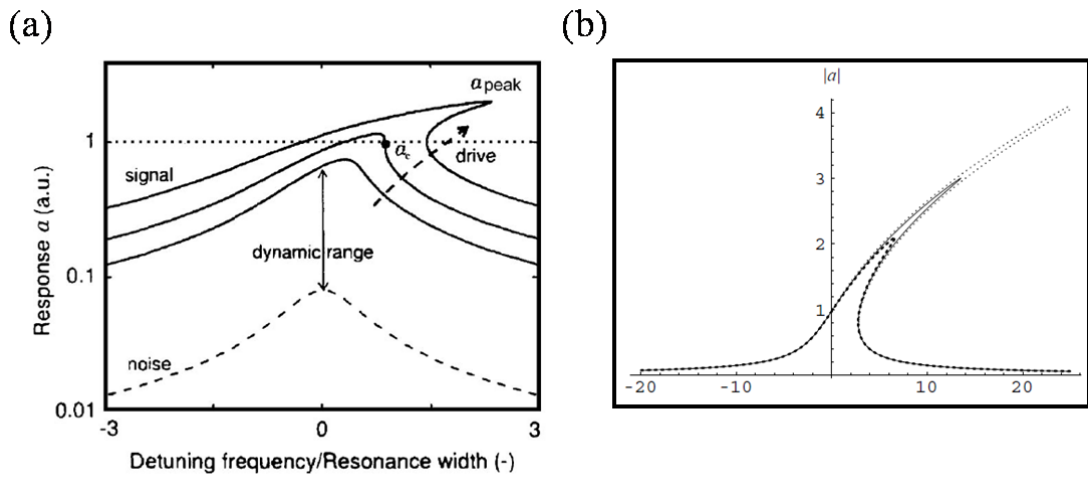 (a)
(b)
a peak
1
a_c
drive
signal
dynamic range
0.1
noise
0.01
-3
0
3
Response a (a.u.)
Detuning frequency/Resonance width (-)
|a|
4
3
2
1
-20
-10
10
20